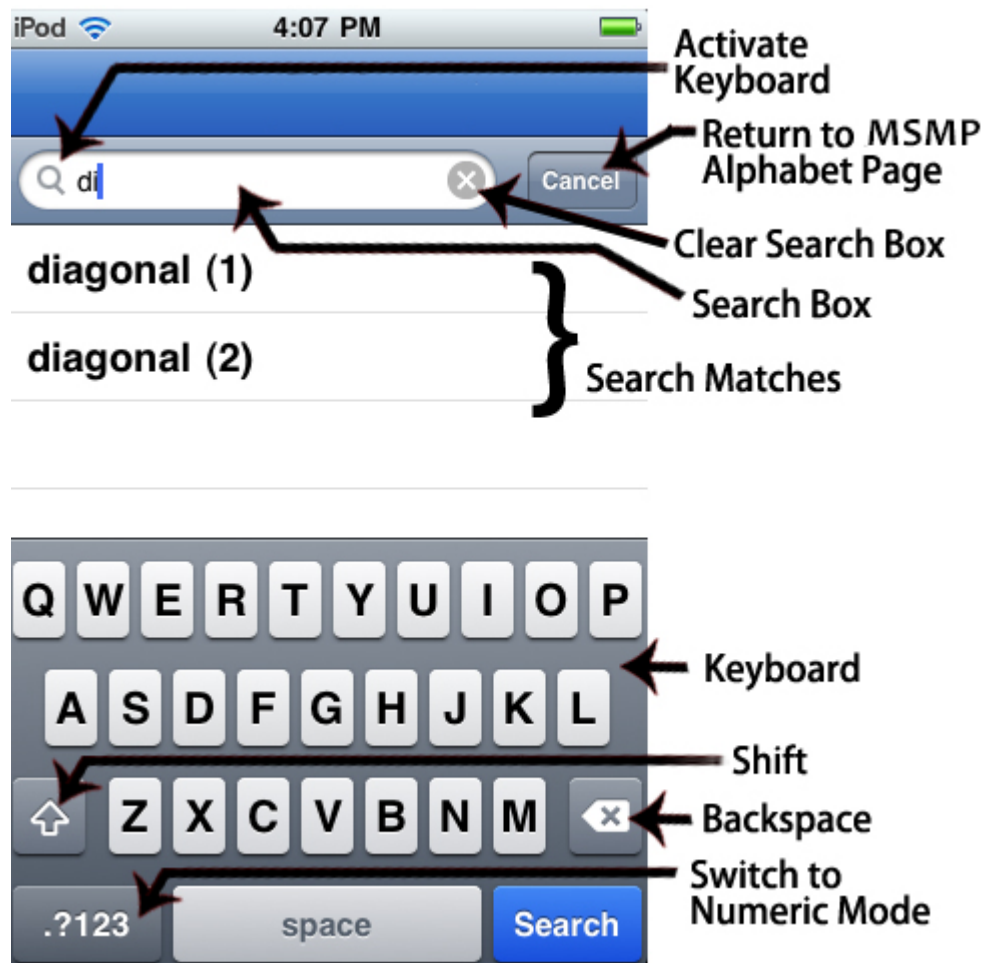 iPod 4:07 PM
Activate
Keyboard
Return to MSMP
Alphabet Page
di
Cancel
Clear Search Box
diagonal (1)
Search Box
diagonal (2)
Search Matches
Q W E R T Y U I O P
Keyboard
A S D F G H J K L
Shift
Z X C V B N M
Backspace
Switch to
Numeric Mode
.?123 space Search